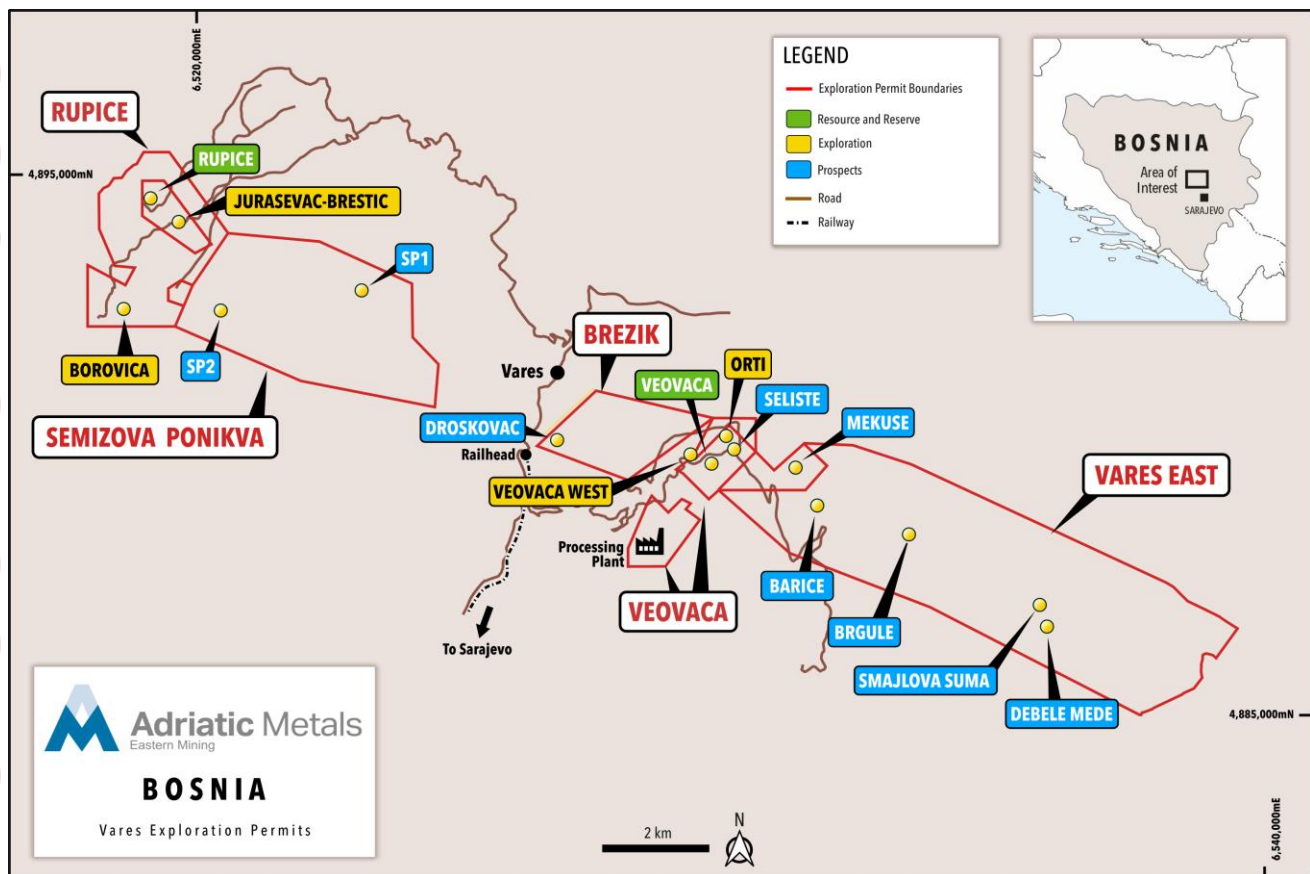 6,520,000mE
RUPICE
4,895,000mN
RUPICE
JURASEVAC-BRESTIC
SP1
BOROVICA
SP2
SEMIZOVA PONIKVA
LEGEND
Exploration Permit Boundaries
Resource and Reserve
Exploration
Prospects
Road
Railway
BOSNIA
Area of
Interest
SARAJEVO
BREZIK
Vares
ORTI
VEOVACA
SELISTE
DROSKOVAC
MEKUSE
Railhead
VARES EAST
VEOVACA WEST
Processing
Plant
BARICE
VEOVACA
BRGULE
To Sarajevo
SMAJLOVA SUMA
DEBELE MEDE
4,885,000mN
Adriatic Metals
Eastern Mining
BOSNIA
Vares Exploration Permits
2 km
N
6,540,000mE